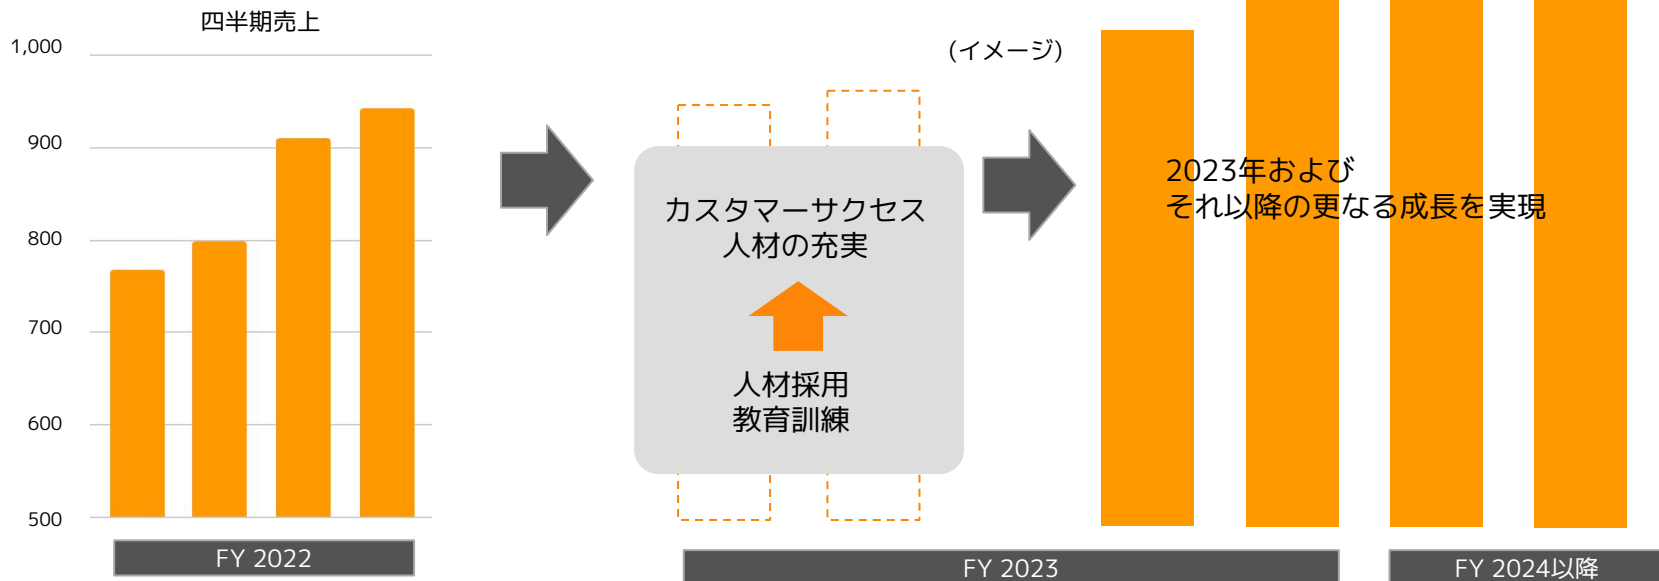 四半期売上
1,000
900
800
700
600
500
FY 2022
(イメージ)
カスタマーサクセス
人材の充実
人材採用
教育訓練
2023年および
それ以降の更なる成長を実現
FY 2023
FY 2024以降